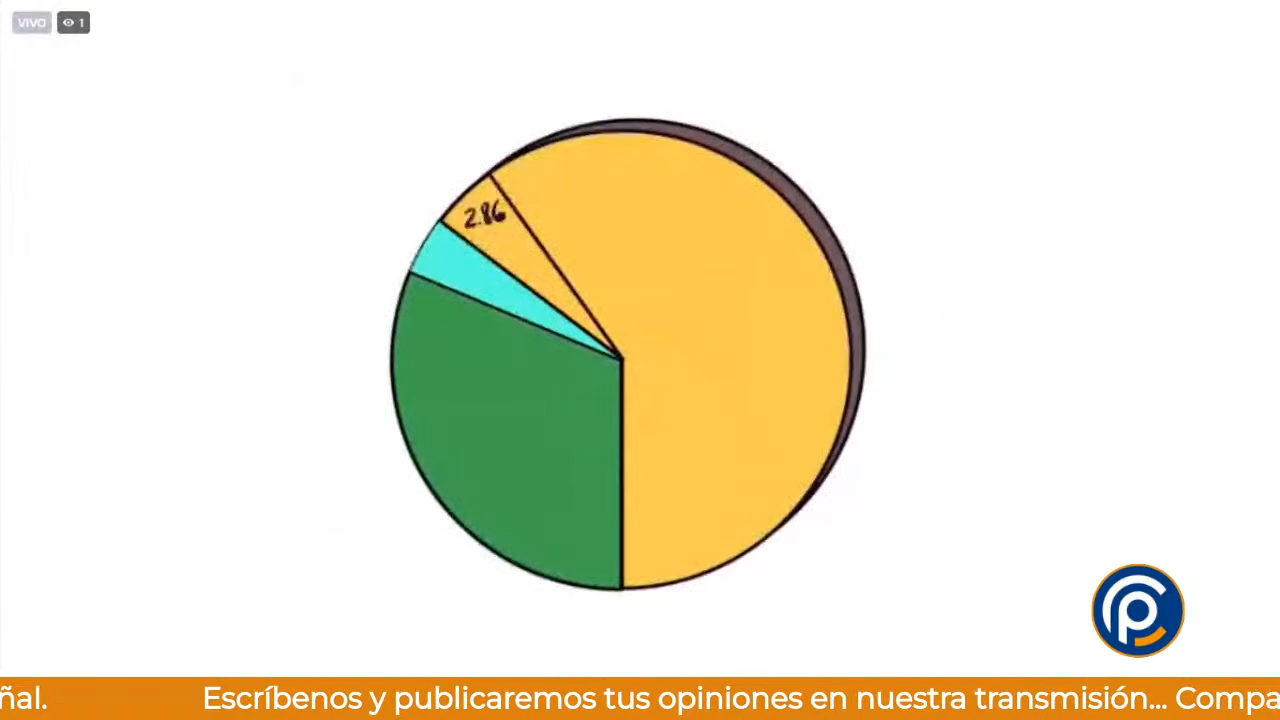 VIVO 1
2.86
ñal. Escríbenos y publicaremos tus opiniones en nuestra transmisión... Compa